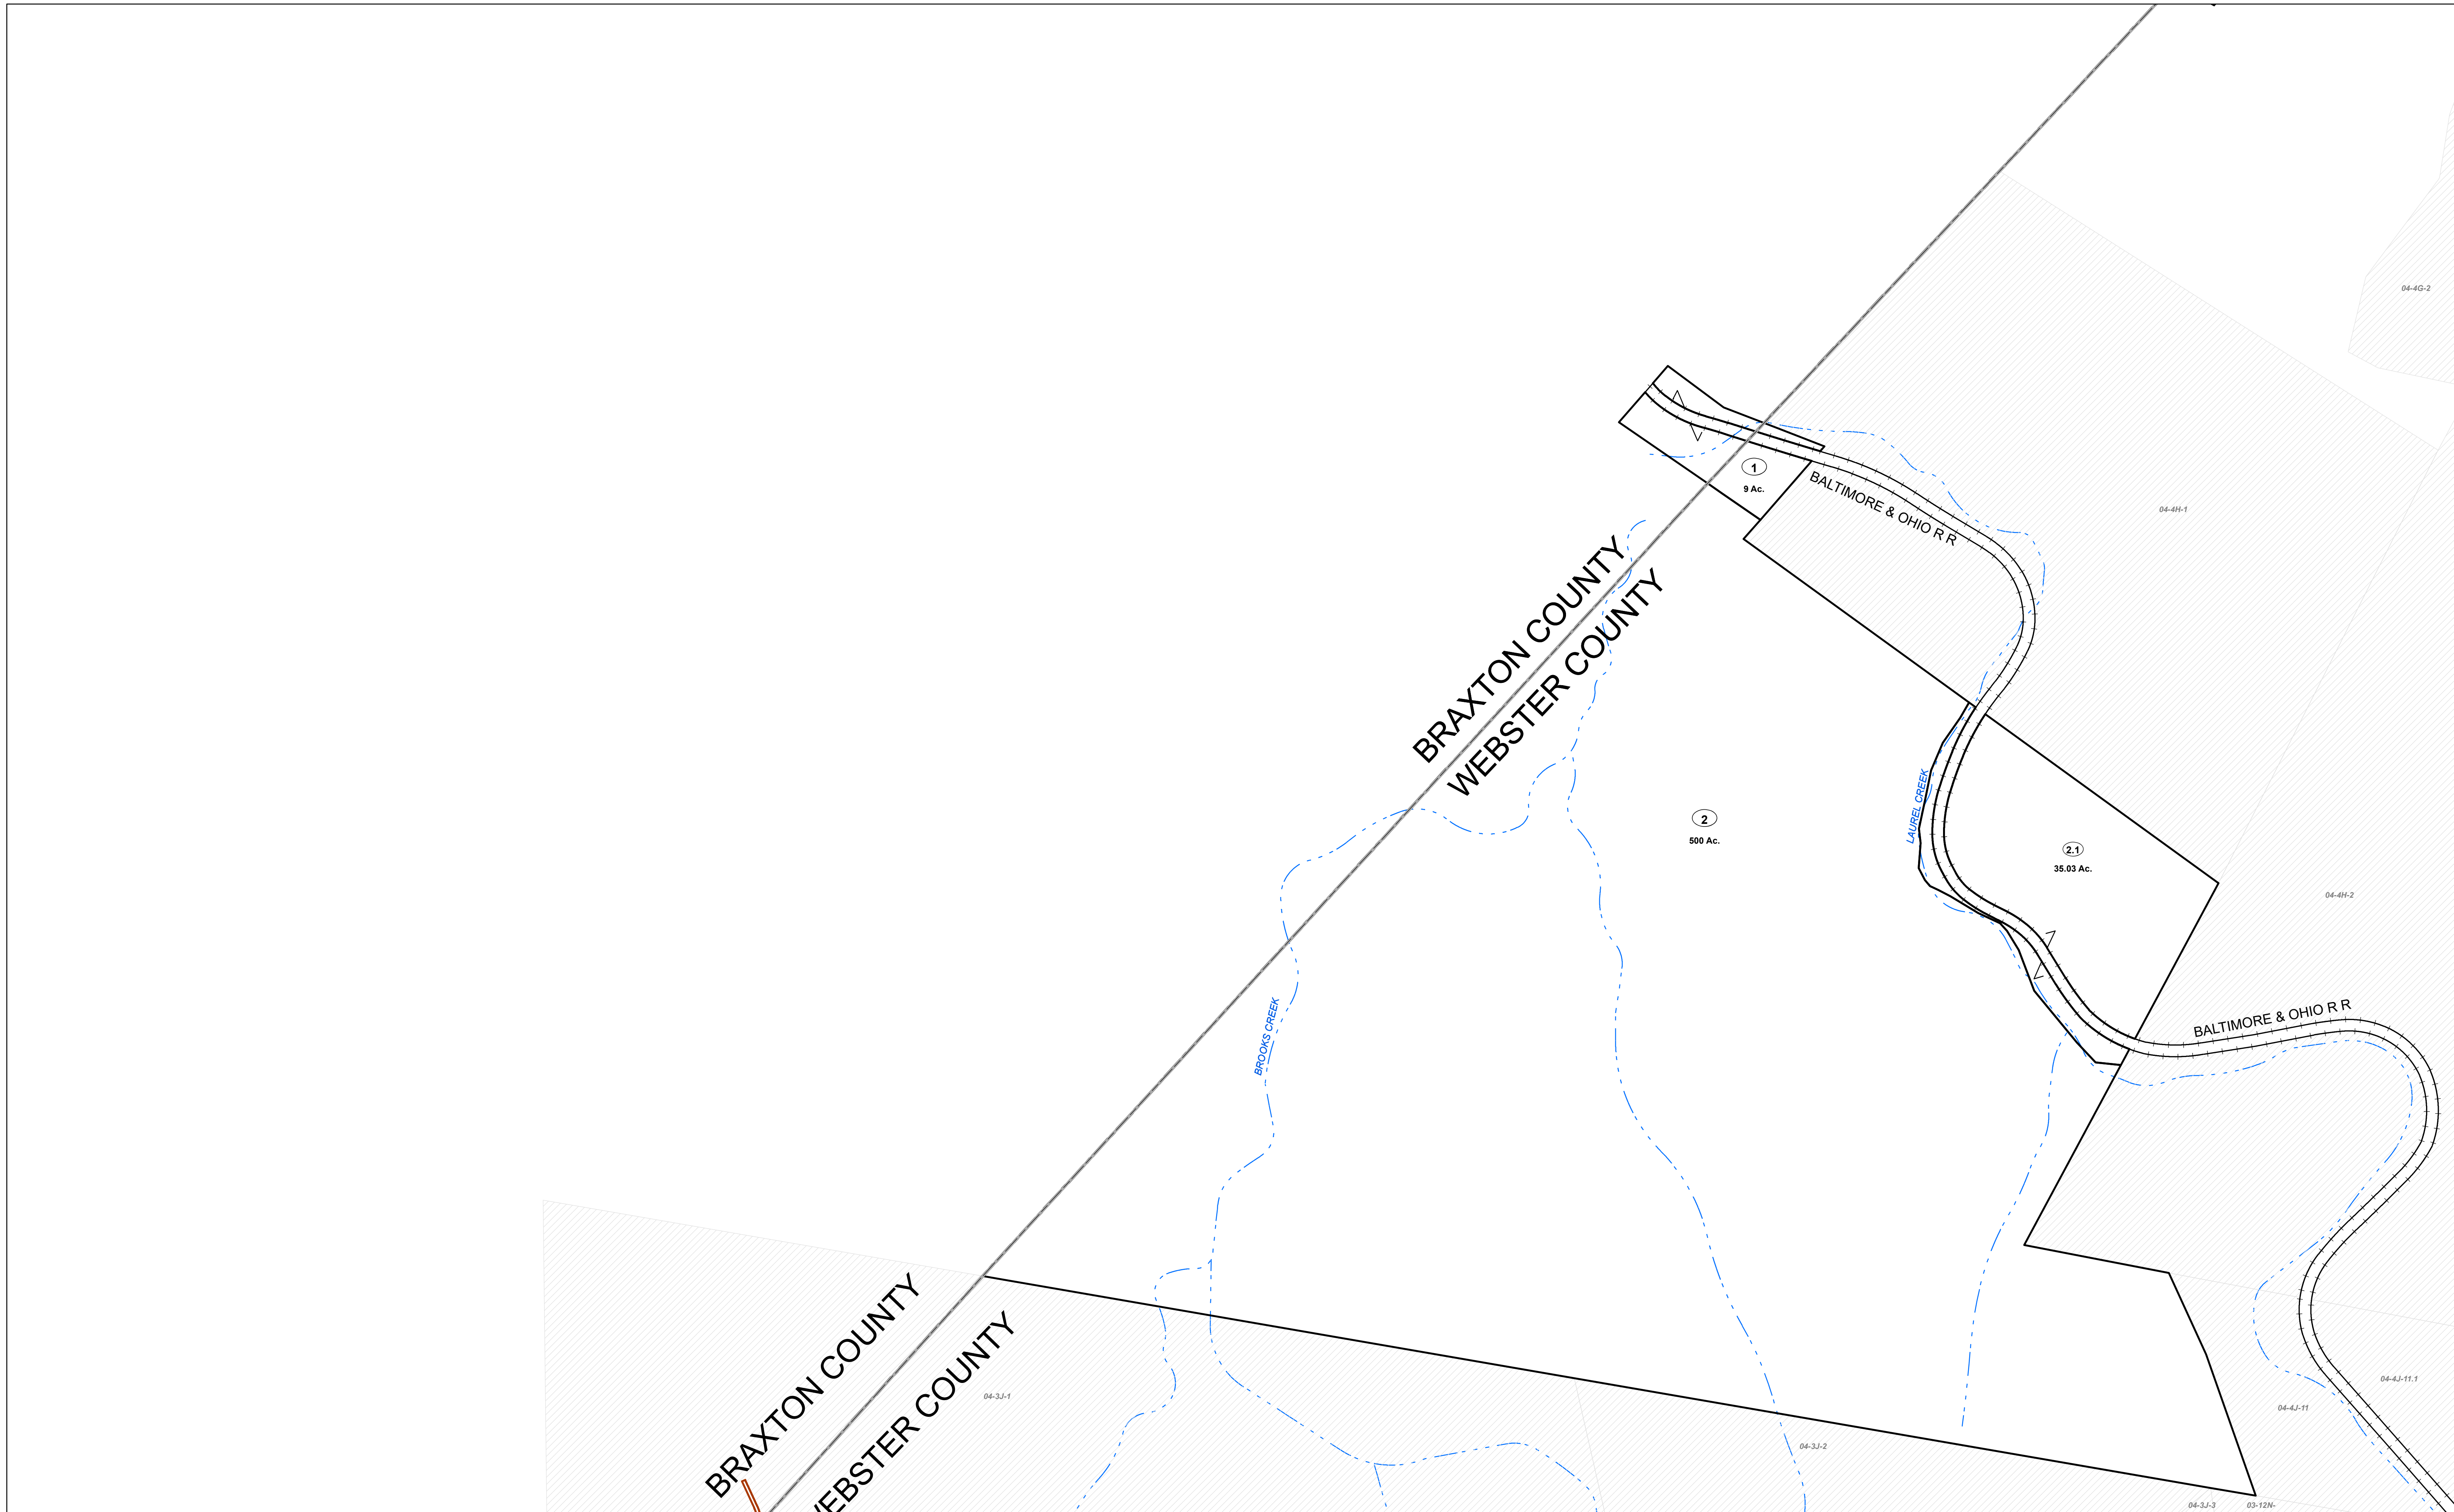 04-4G-2
1
9 Ac.
BALTIMORE & OHIO R R
04-4H-1
BRAXTON COUNTY
WEBSTER COUNTY
LAUREL CREEK
2
500 Ac.
2.1
35.03 Ac.
04-4H-2
BROOKS CREEK
BALTIMORE & OHIO R R
BRAXTON COUNTY
WEBSTER COUNTY
04-3J-1
04-4J-11.1
04-4J-11
04-3J-2
04-3J-3
03-12N-